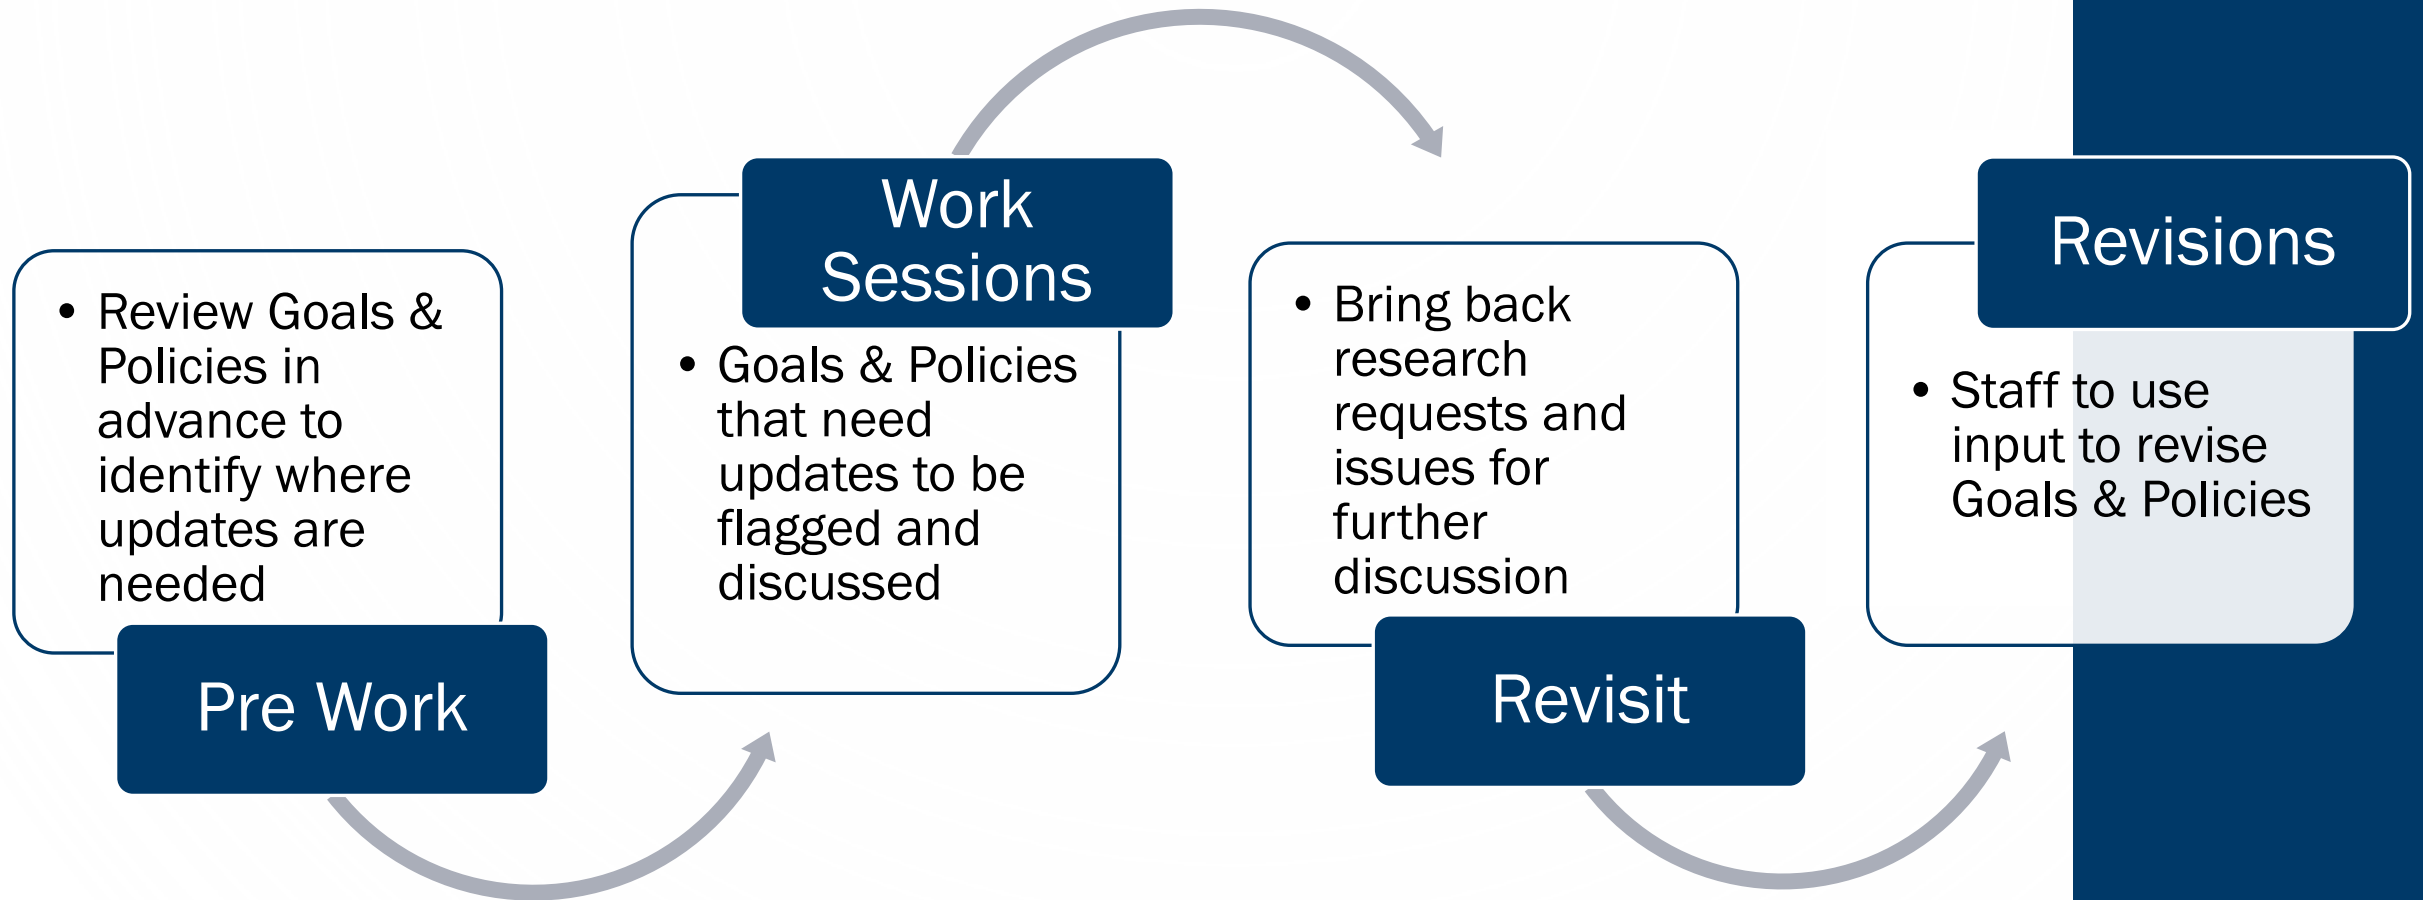 • Review Goals &
Policies in
advance to
identify where
updates are
needed
Pre Work
Work
Sessions
• Goals & Policies
that need
updates to be
flagged and
discussed
• Bring back
research
requests and
issues for
further
discussion
Revisit
Revisions
• Staff to use
input to revise
Goals & Policies